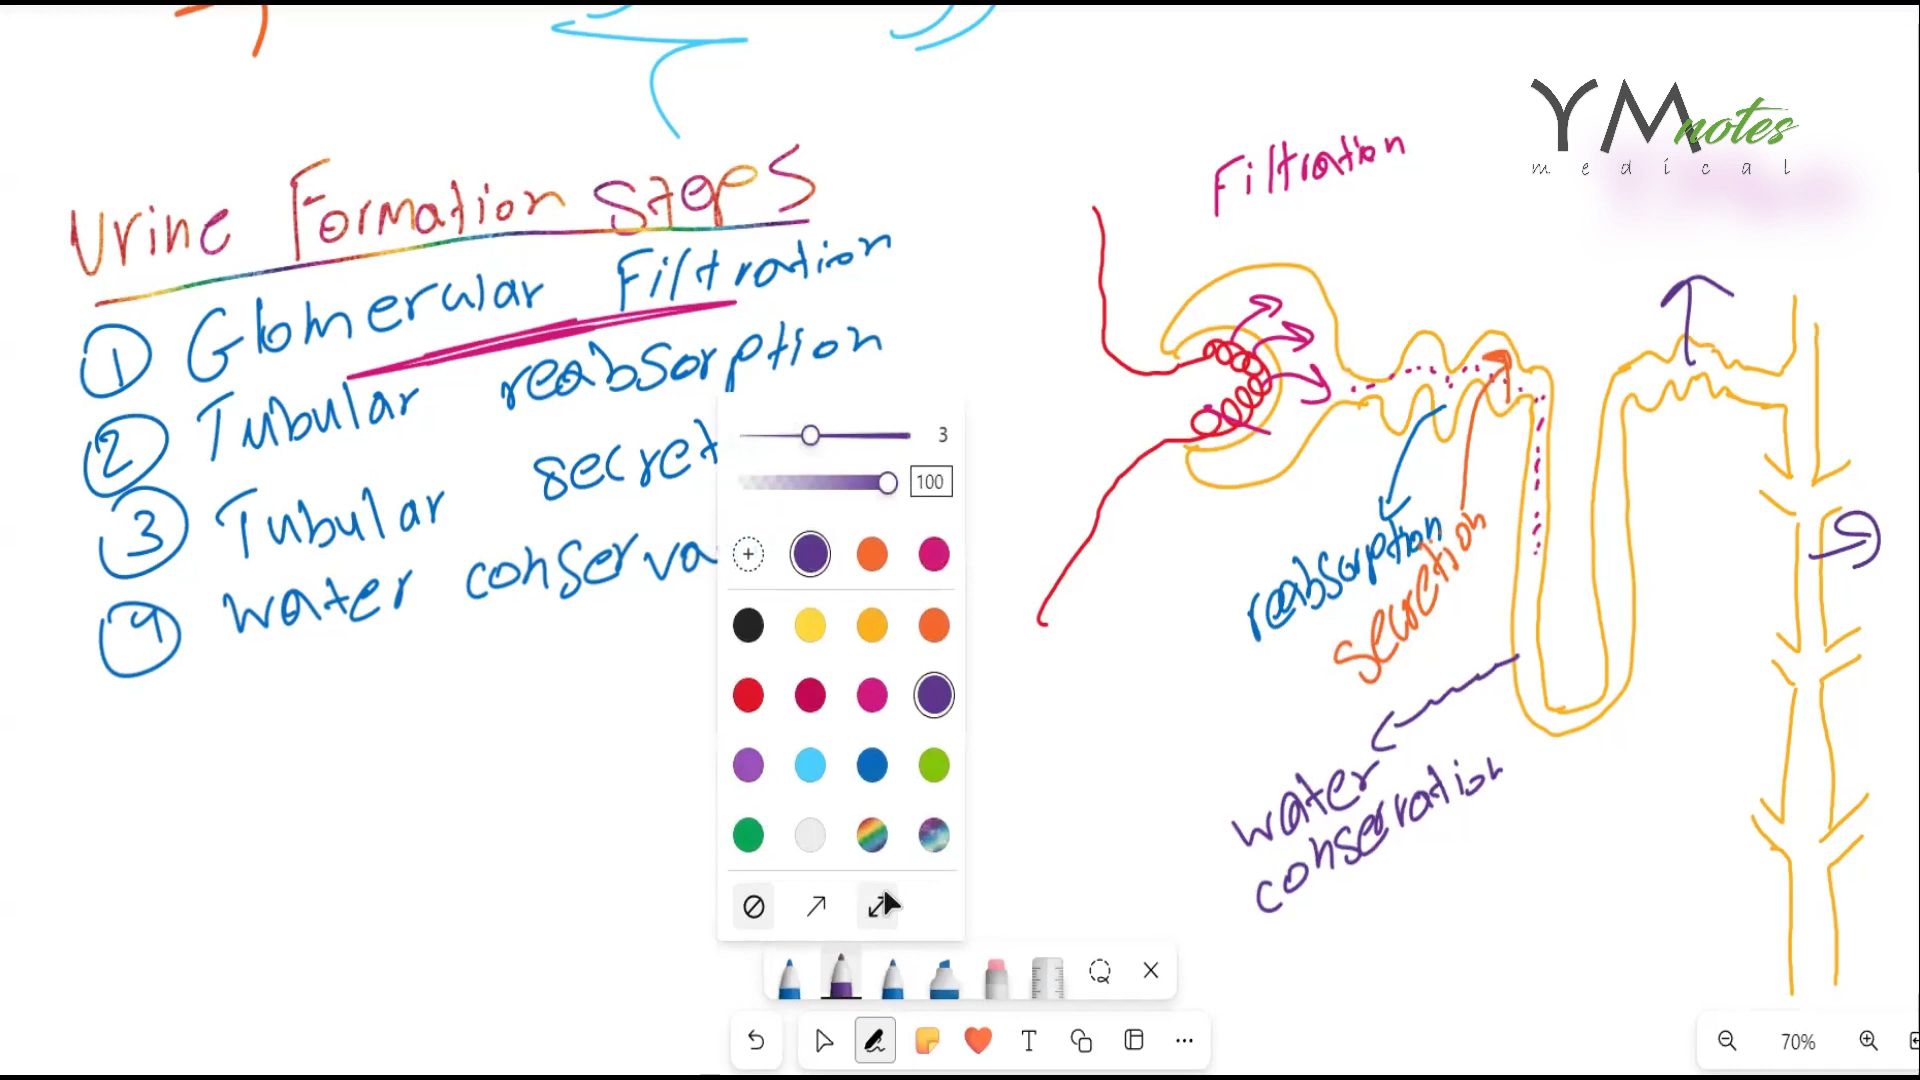 YM notes
medical
Urine Formation Steps
① Glomerular Filtration
② Tubular reabsorption
③ Tubular secret
④ water conserva
3
100
Filtration
reabsorption
secretion
water
conservation
70%